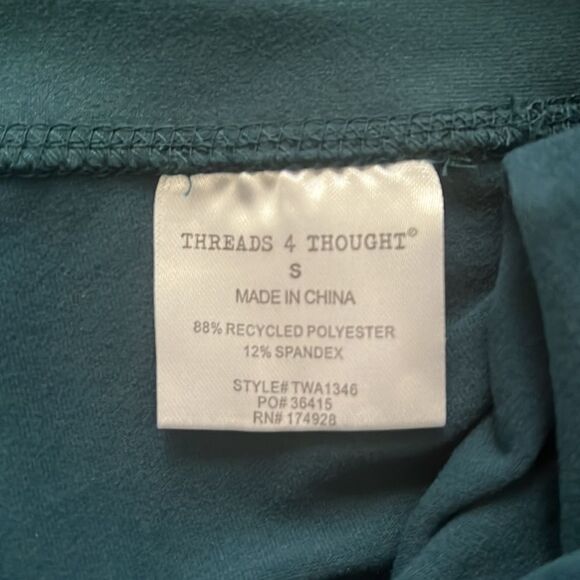 THREADS 4 THOUGHT®
S
MADE IN CHINA
88% RECYCLED POLYESTER
12% SPANDEX
STYLE# TWA1346
PO# 36415
RN# 174928